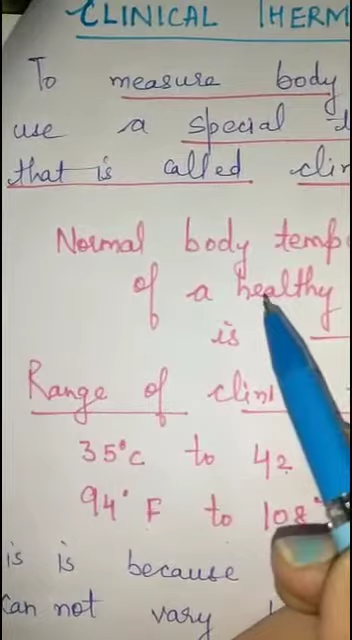 CLINICAL THERM
To measure body
use a special
that is called clin
Normal body temp
of a healthy
is
Range of clini
35°C to 42
94° F to 108°
is is because
can not vary